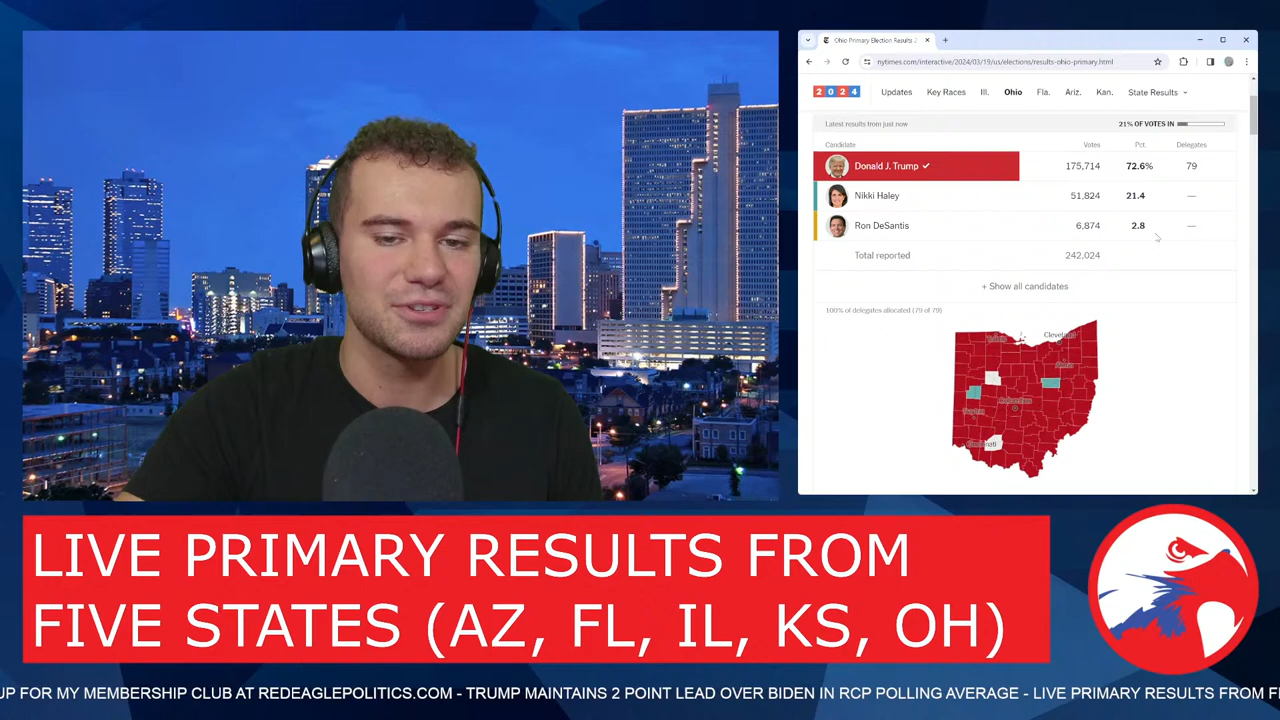 Ohio Primary Election Results 2
nytimes.com/interactive/2024/03/19/us/elections/results-ohio-primary.html
2024 Updates Key Races Ill. Ohio Fla. Ariz. Kan. State Results
Latest results from just now 21% OF VOTES IN
Candidate Votes Pct. Delegates
Donald J. Trump 175,714 72.6% 79
Nikki Haley 51,824 21.4 —
Ron DeSantis 6,874 2.8 —
Total reported 242,024
+ Show all candidates
100% of delegates allocated (79 of 79)
Toledo
Cleveland
Akron
Columbus
Dayton
Cincinnati
LIVE PRIMARY RESULTS FROM
FIVE STATES (AZ, FL, IL, KS, OH)
UP FOR MY MEMBERSHIP CLUB AT REDEAGLEPOLITICS.COM - TRUMP MAINTAINS 2 POINT LEAD OVER BIDEN IN RCP POLLING AVERAGE - LIVE PRIMARY RESULTS FROM F